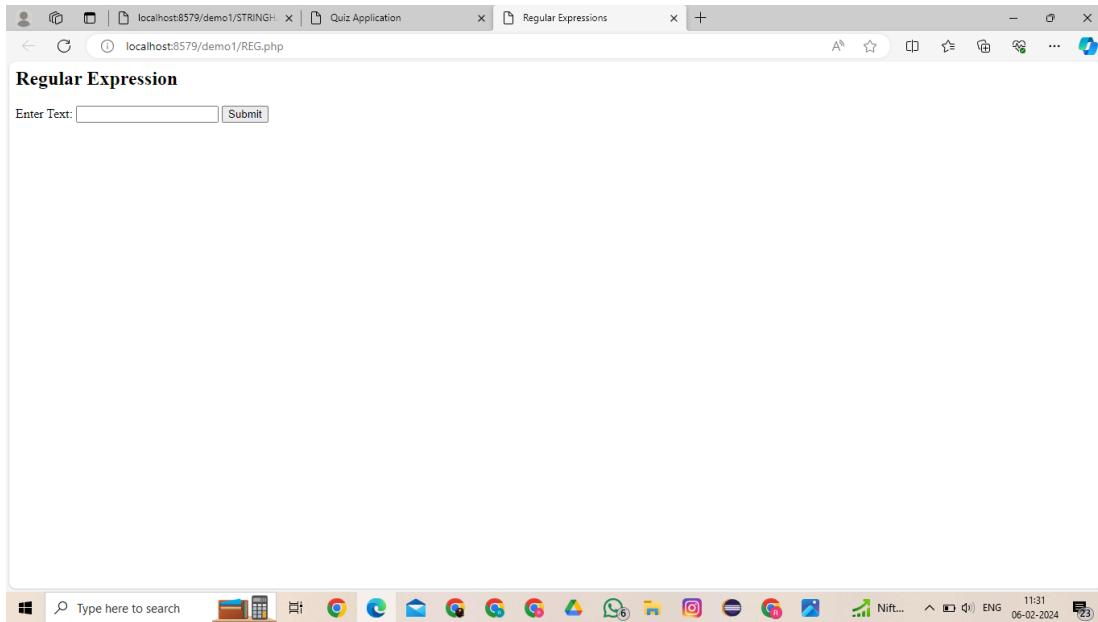 localhost:8579/demo1/STRINGH
Quiz Application
Regular Expressions
localhost:8579/demo1/REG.php
Regular Expression
Enter Text: Submit
Type here to search
6
Nift...
ENG
11:31
06-02-2024
23